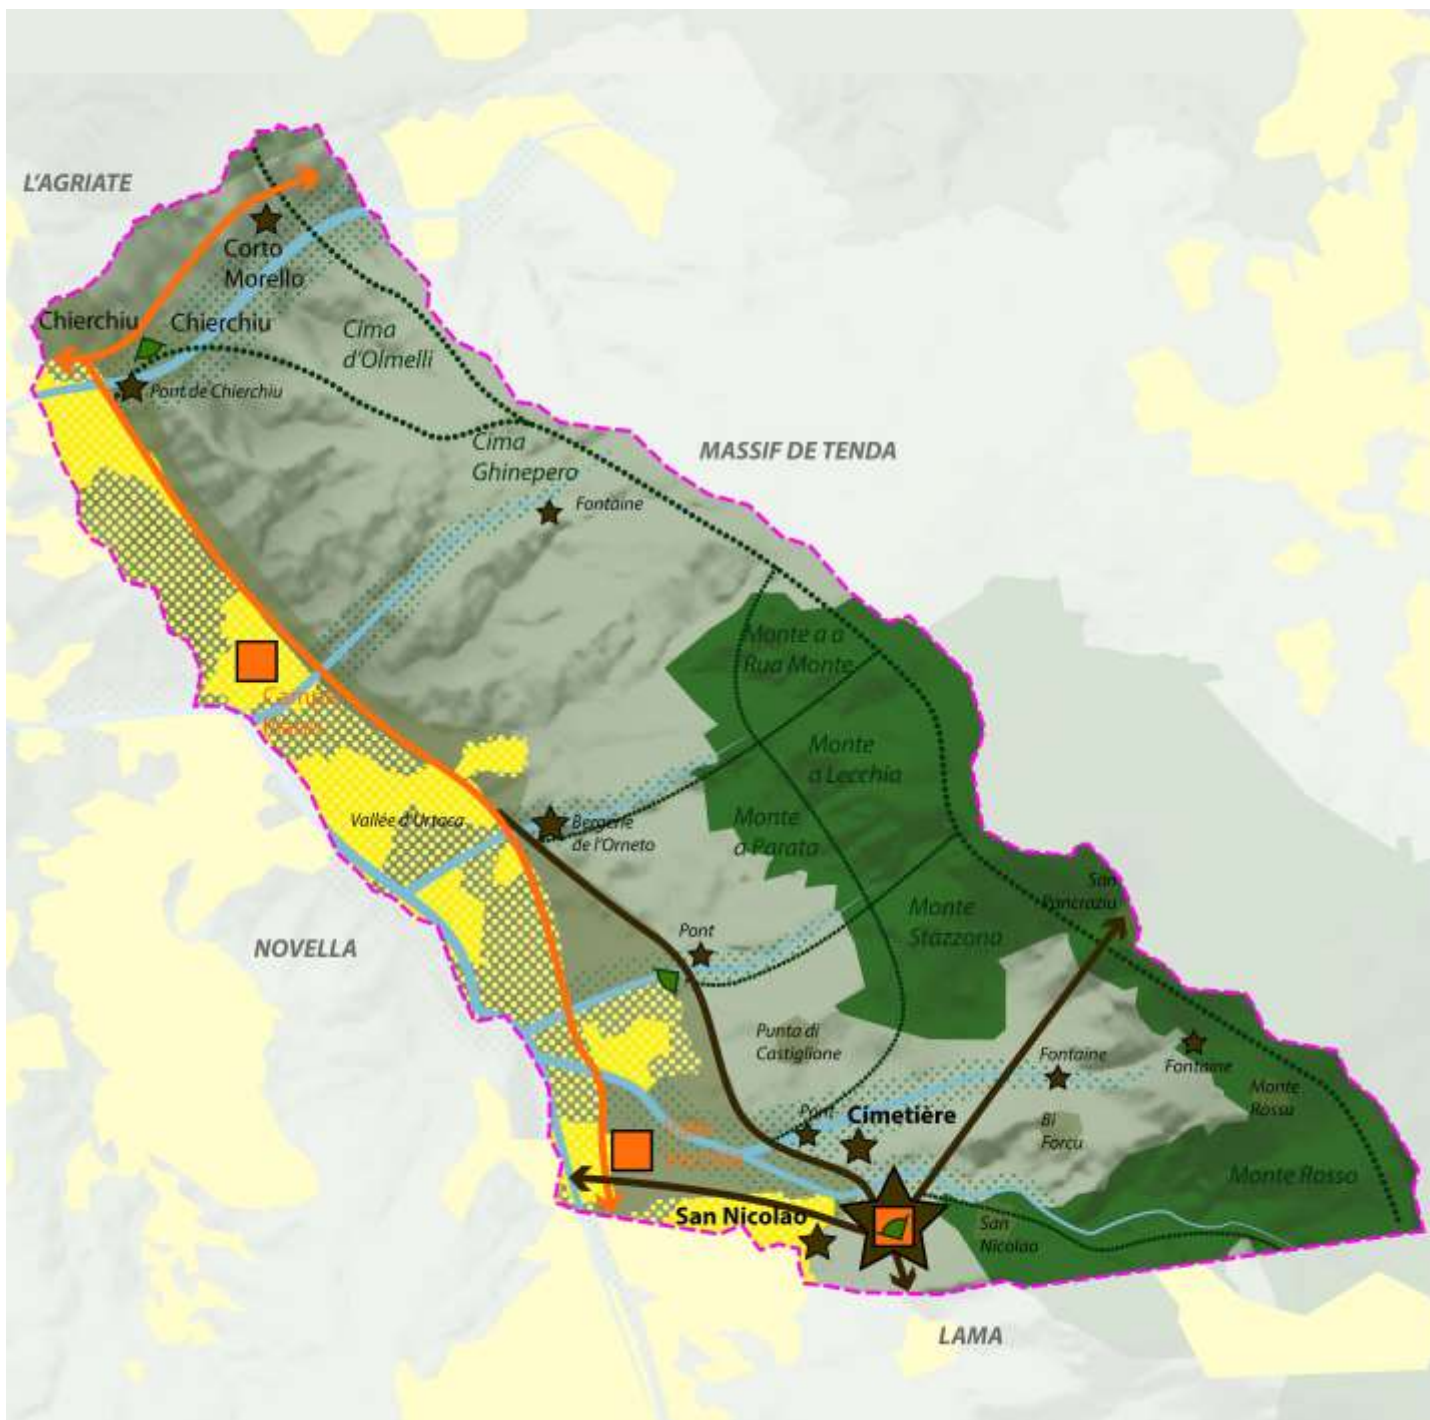 L'AGRIATE
Corto
Morello
Chierchiu
Chierchiu
Cima
d'Olmelli
Pont de Chierchiu
Cima
Ghinepero
MASSIF DE TENDA
Fontaine
Monte a a
Rua Monte
Monte
a Lecchia
Vallée d'Urtaca
Bergerie
de l'Orneto
Monte
a Parata
San
Pancraziu
Monte
Stazzona
Pont
NOVELLA
Punta di
Castiglione
Fontaine
Fontaine
Monte
Rossu
Pont
Cimetière
Bi
Forcu
Monte Rosso
San Nicolao
San
Nicolao
LAMA